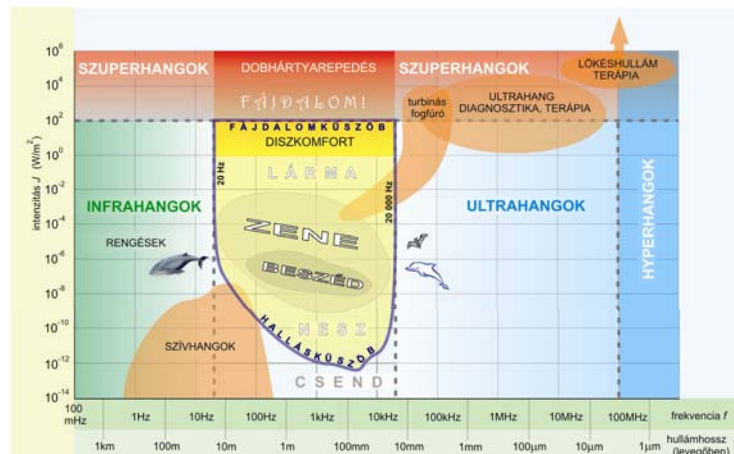 10⁶
10⁴
10²
10⁰
10⁻²
10⁻⁴
10⁻⁶
10⁻⁸
10⁻¹⁰
10⁻¹²
10⁻¹⁴
intenzitás J (W/m²)
SZUPERHANGOK
DOBHÁRTYAREPEDÉS
SZUPERHANGOK
LÖKÉSHULLÁM
TERÁPIA
FÁJDALOM!
turbinás
fogfúró
ULTRAHANG
DIAGNOSZTIKA, TERÁPIA
FÁJDALOMKÜSZÖB
DISZKOMFORT
20 Hz
LÁRMA
20 000 Hz
INFRAHANGOK
ZENE
ULTRAHANGOK
HYPERHANGOK
RENGÉSEK
BESZÉD
NESZ
HALLÁSKÜSZÖB
SZÍVHANGOK
CSEND
100 mHz
1Hz
10Hz
100Hz
1kHz
10kHz
100kHz
1MHz
10MHz
100MHz
frekvencia f
1km
100m
10m
1m
100mm
10mm
1mm
100µm
10µm
1µm
hullámhossz
(levegőben)